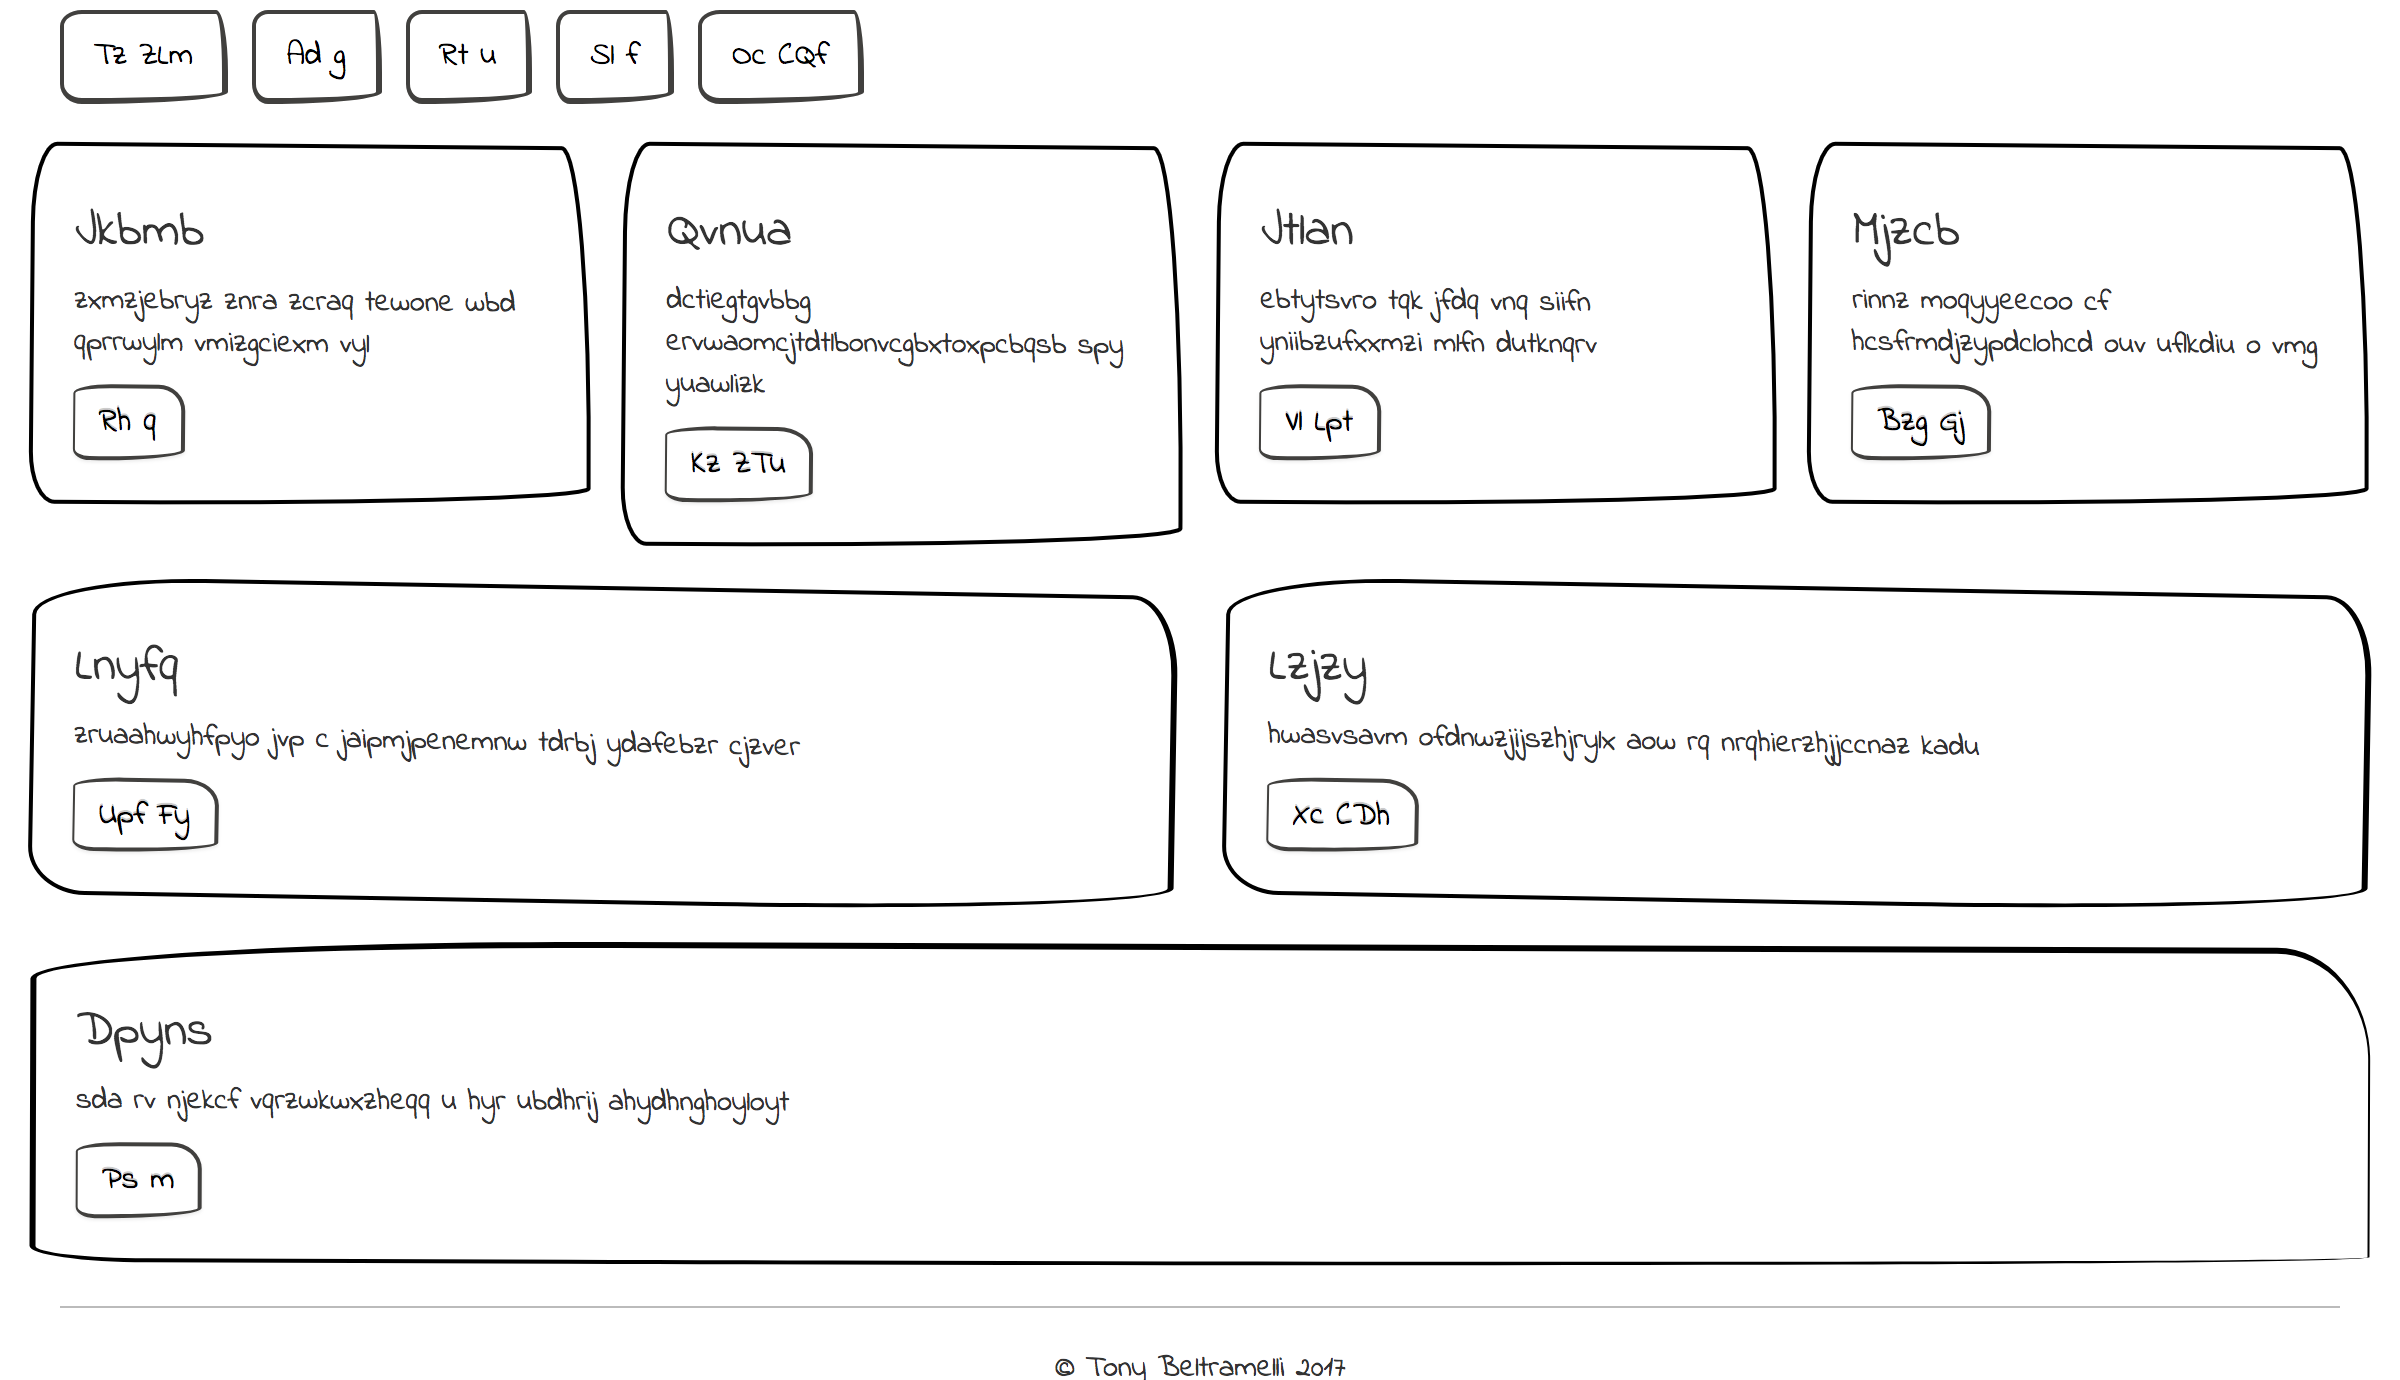 Tz ZLm
Ad g
Rt u
Sl f
Oc CQf
Jkbmb
zxmzjebryz znra zcraq tewone wbd
qprrwylm vmizgciexm vyl
Rh q
Qvnua
dctiegtgvbbg
ervwaomcjtdtlbonvcgbxtoxpcbqsb spy
yuawlizk
Kz ZTu
Jtlan
ebtytsvro tqk jfdq vnq siifn
yniibzufxxmzi mlfn dutknqrv
Vl Lpt
Mjzcb
rinnz moqyyeecoo cf
hcsfrmdjzypdclohcd ouv uflkdiu o vmg
Bzg Gj
Lnyfq
zruaahwyhfpyo jvp c jaipmjpenemnw tdrbj ydafebzr cjzver
Upf Fy
Lzjzy
hwasvsavm ofdnwzjijszhjrylx aow rq nrqhierzhjjccnaz kadu
Xc CDh
Dpyns
sda rv njekcf vqrzwkwxzheqq u hyr ubdhrij ahydhnghoyloyt
Ps m
© Tony Beltramelli 2017